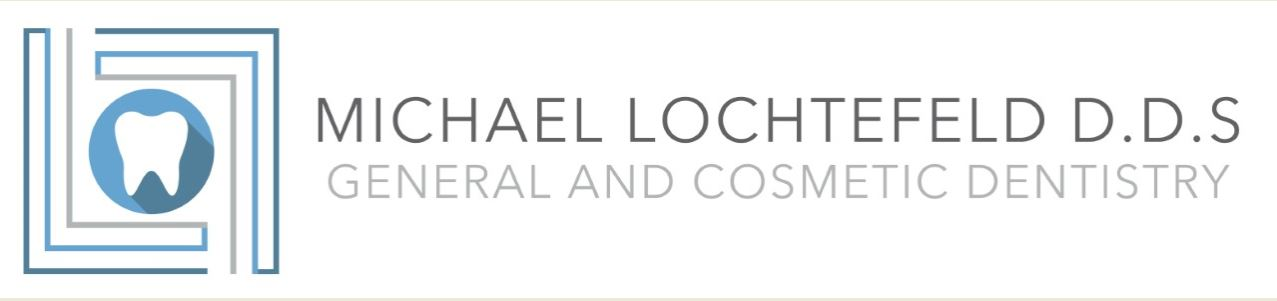 MICHAEL LOCHTEFELD D.D.S
GENERAL AND COSMETIC DENTISTRY